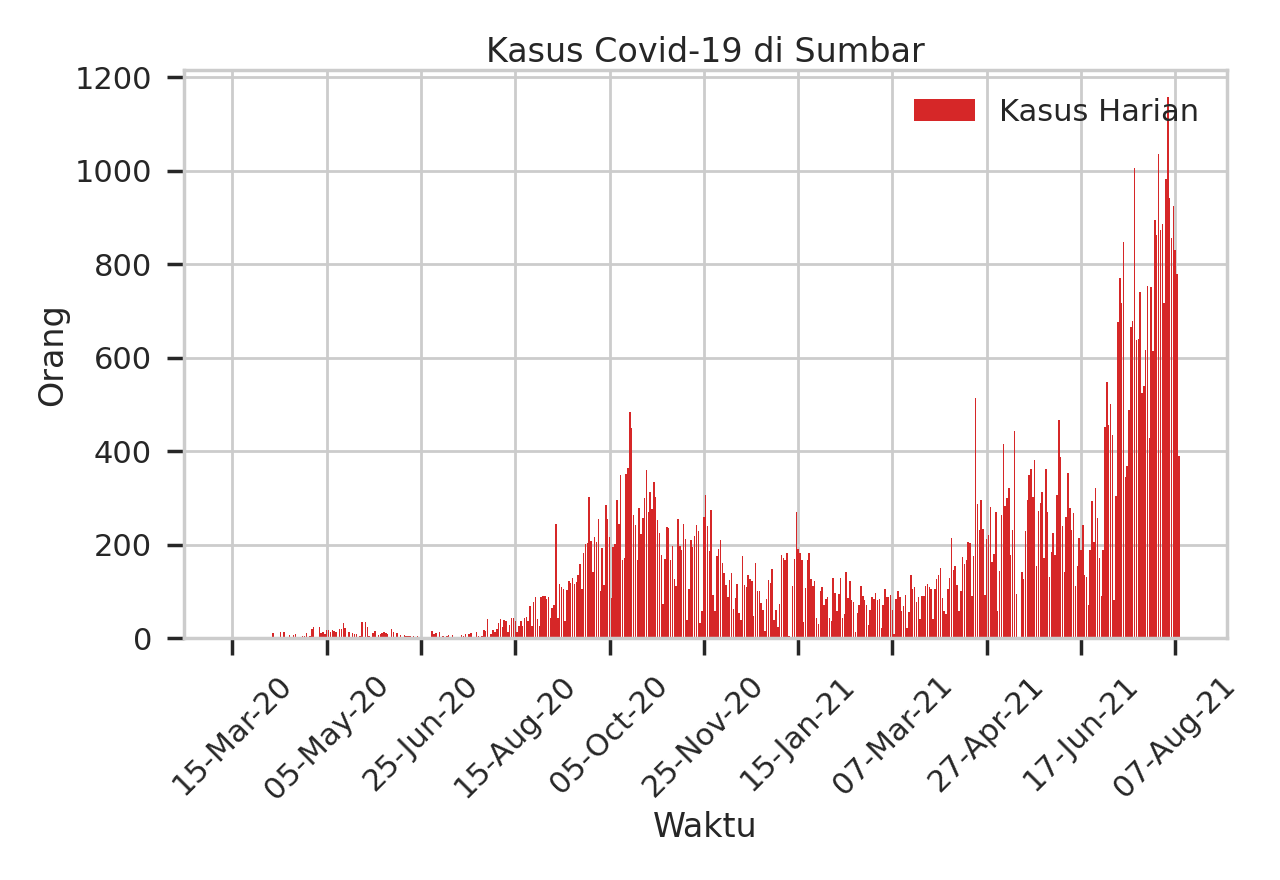 Kasus Covid-19 di Sumbar
Kasus Harian
Orang
1200
1000
800
600
400
200
0
15-Mar-20
05-May-20
25-Jun-20
15-Aug-20
05-Oct-20
25-Nov-20
15-Jan-21
07-Mar-21
27-Apr-21
17-Jun-21
07-Aug-21
Waktu